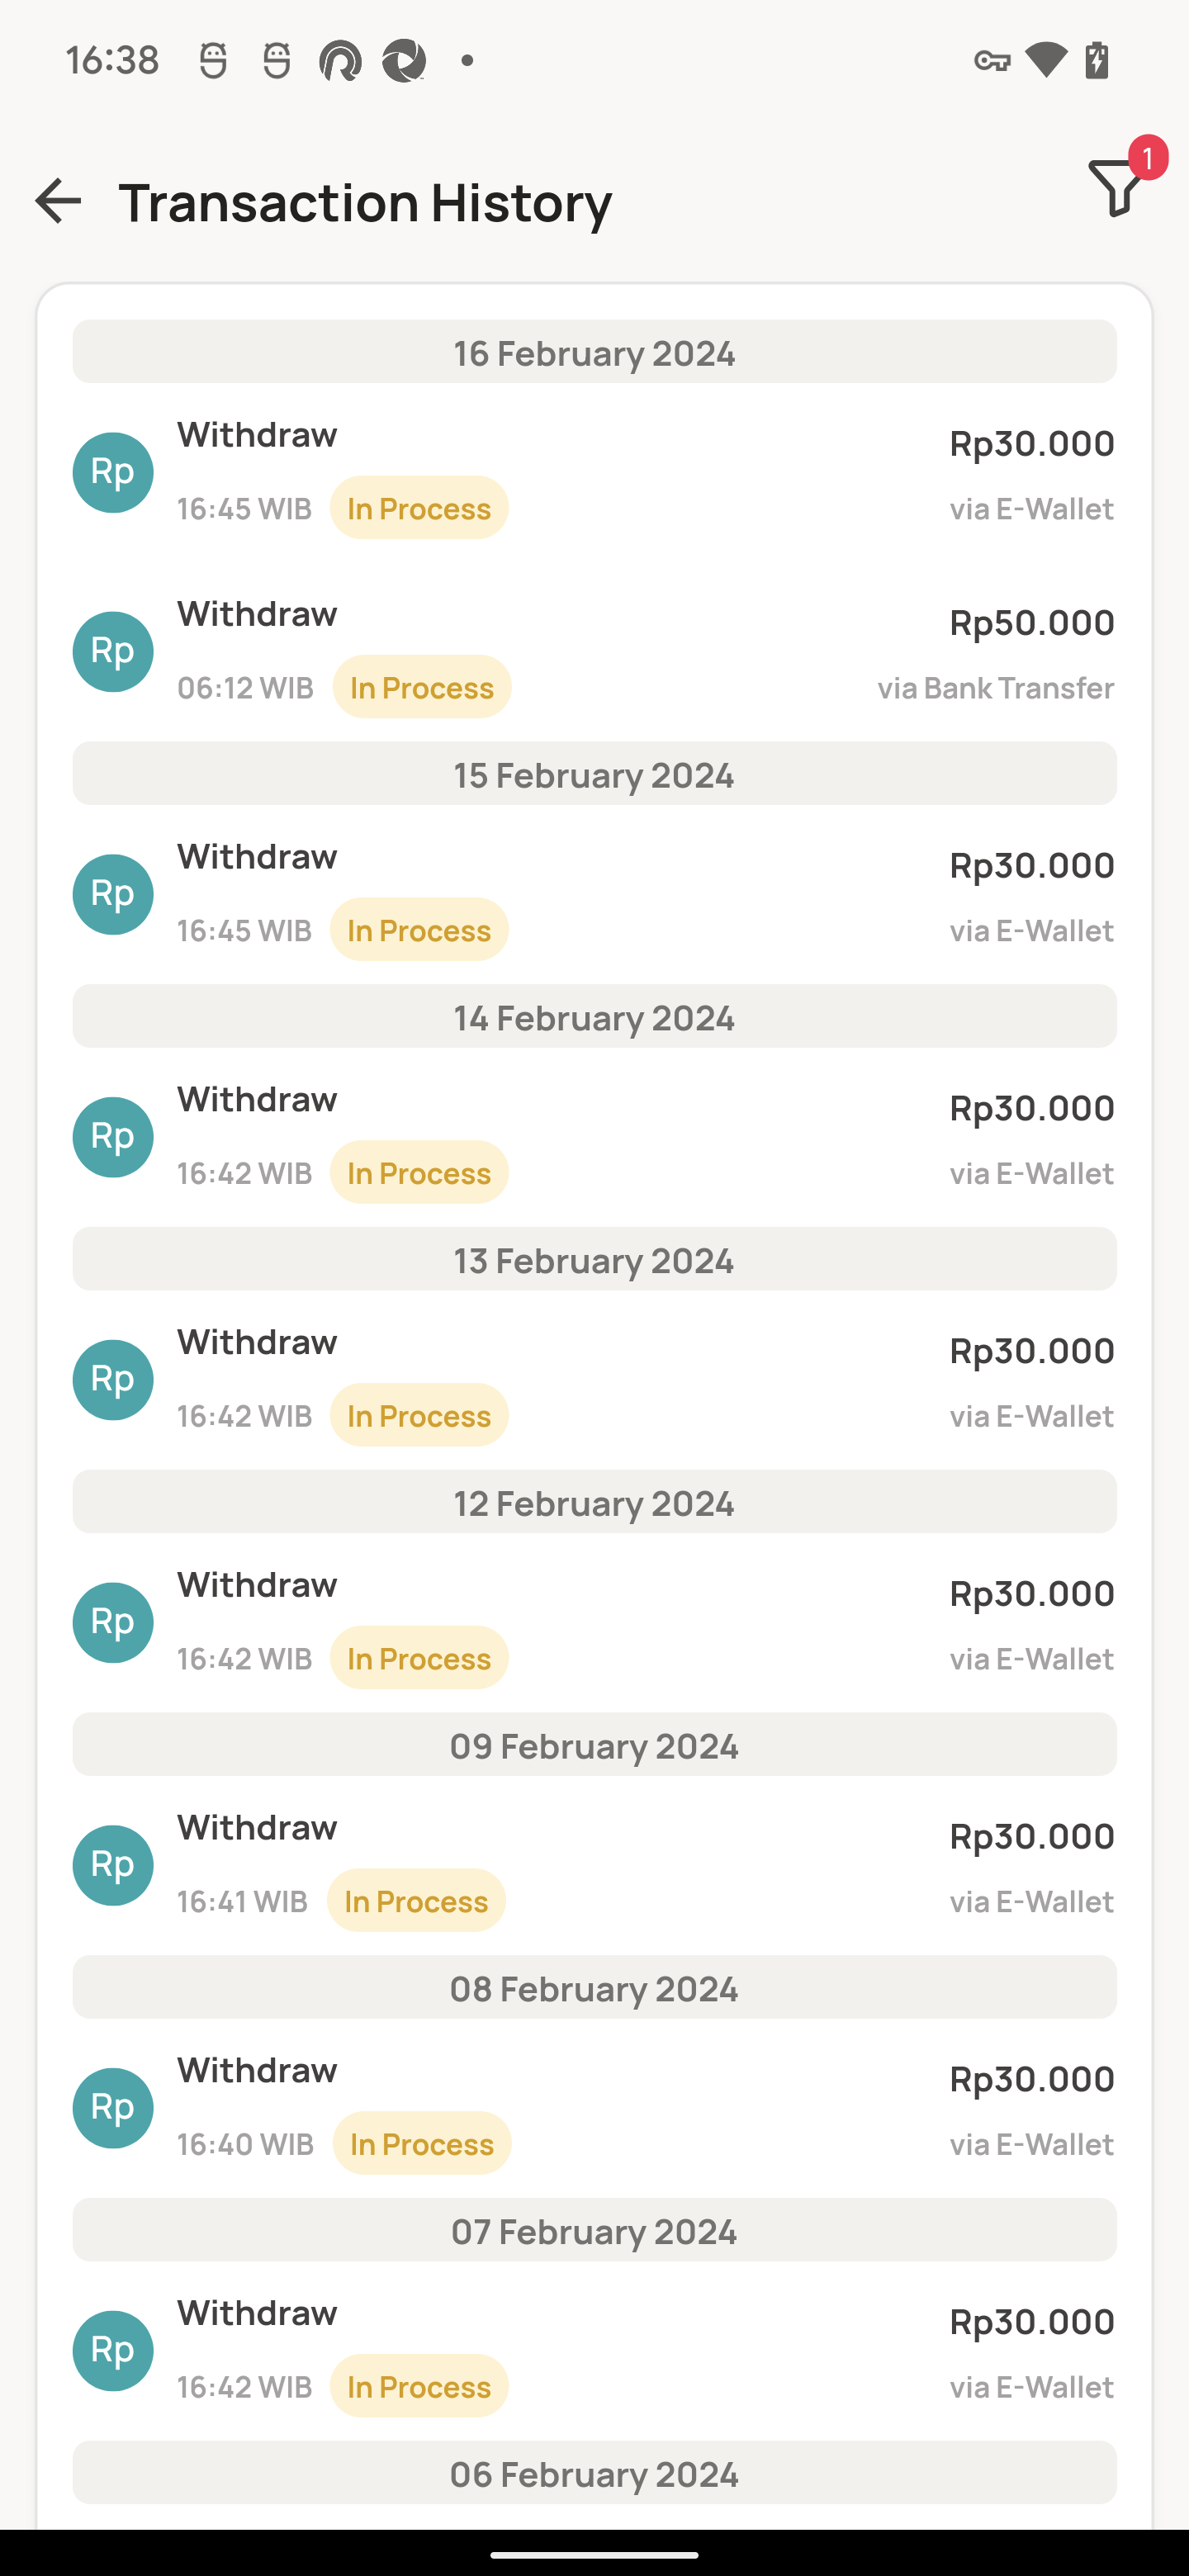 16:38
1
Transaction History
16 February 2024
Withdraw
Rp30.000
Rp
16:45 WIB In Process
via E-Wallet
Withdraw
Rp50.000
Rp
06:12 WIB In Process
via Bank Transfer
15 February 2024
Withdraw
Rp30.000
Rp
16:45 WIB In Process
via E-Wallet
14 February 2024
Withdraw
Rp30.000
Rp
16:42 WIB In Process
via E-Wallet
13 February 2024
Withdraw
Rp30.000
Rp
16:42 WIB In Process
via E-Wallet
12 February 2024
Withdraw
Rp30.000
Rp
16:42 WIB In Process
via E-Wallet
09 February 2024
Withdraw
Rp30.000
Rp
16:41 WIB In Process
via E-Wallet
08 February 2024
Withdraw
Rp30.000
Rp
16:40 WIB In Process
via E-Wallet
07 February 2024
Withdraw
Rp30.000
Rp
16:42 WIB In Process
via E-Wallet
06 February 2024